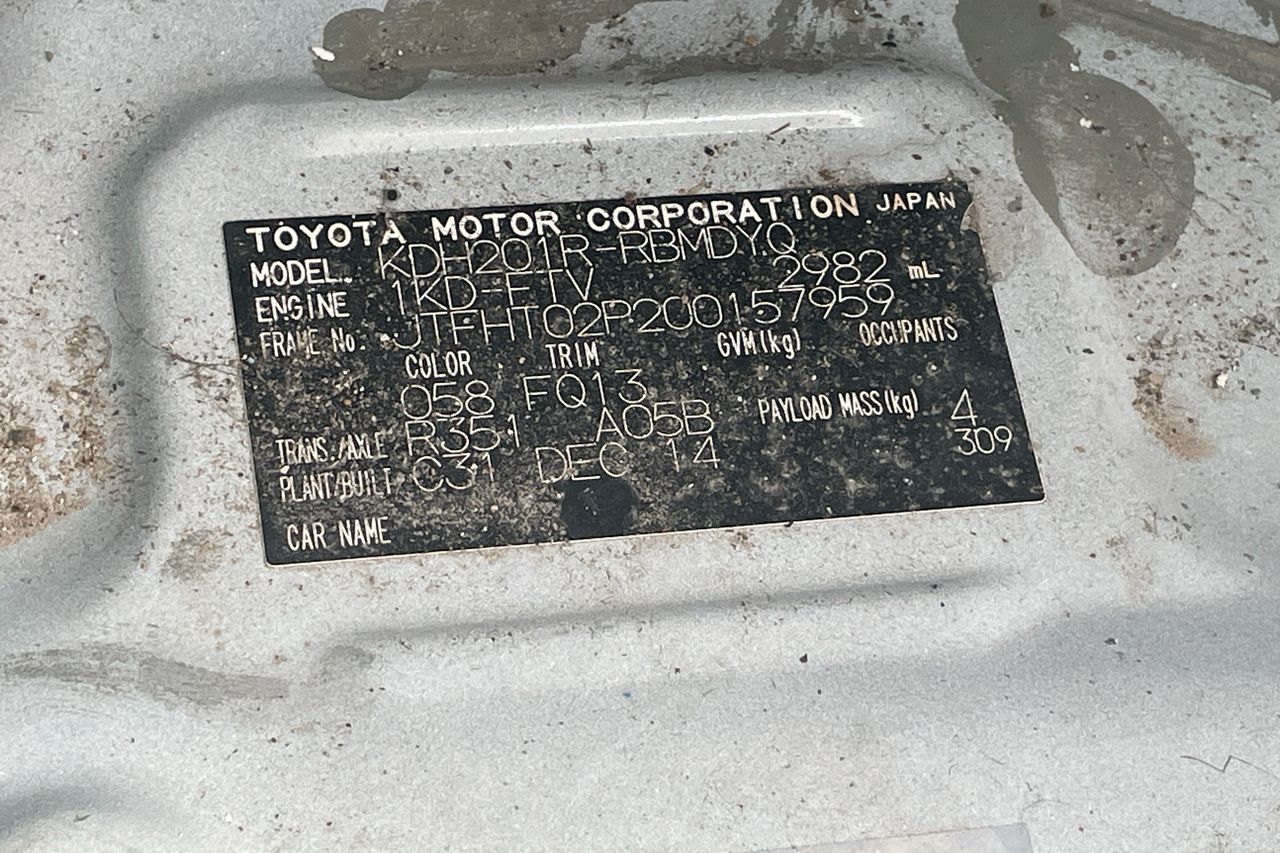 TOYOTA MOTOR CORPORATION JAPAN
MODEL KDH201R-RBMDYQ
ENGINE 1KD-FTV 2982 mL
FRAME No. JTFHT02P200157959
COLOR TRIM GVM(kg) OCCUPANTS
058 FQ13
TRANS./AXLE R351 A05B PAYLOAD MASS(kg) 4
PLANT/BUILT C31 DEC 14 309
CAR NAME